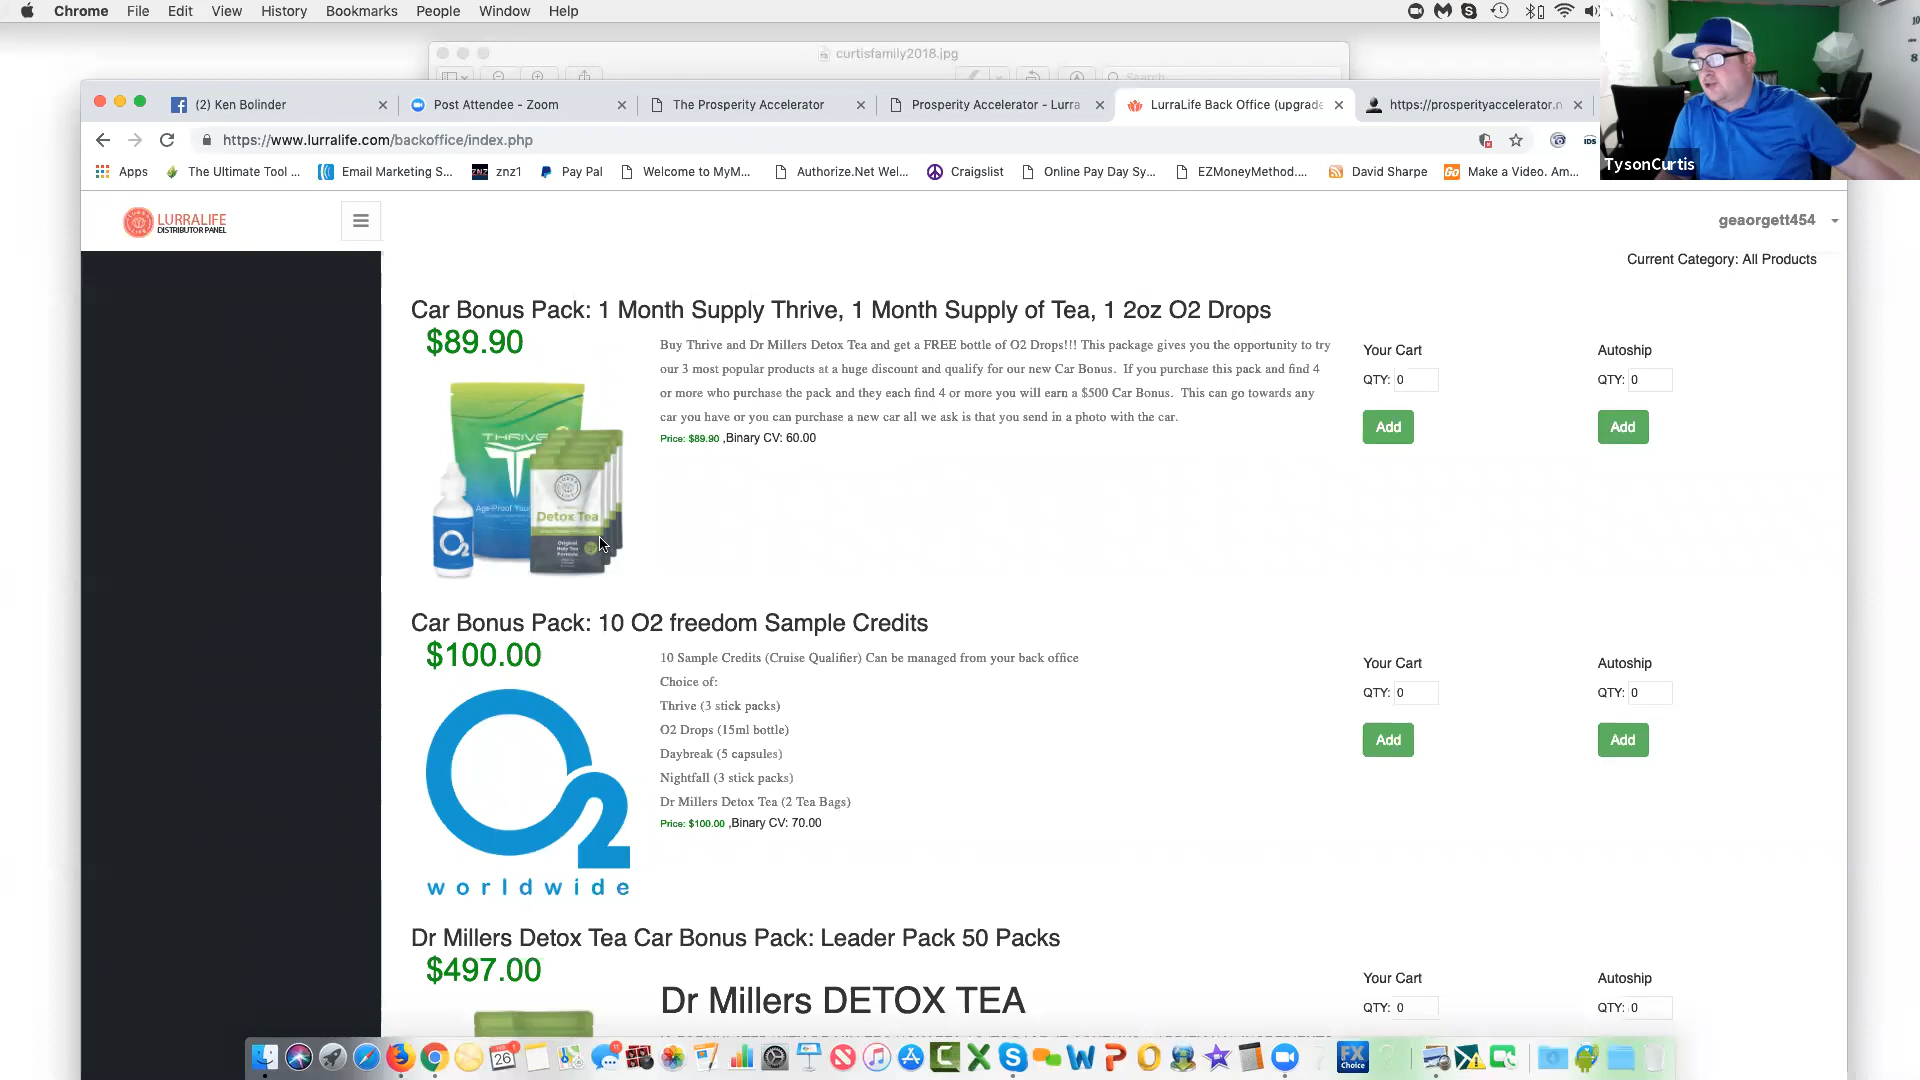 Chrome File Edit View History Bookmarks People Window Help
curtisfamily2018.jpg
Search
(2) Ken Bolinder
Post Attendee - Zoom
The Prosperity Accelerator
Prosperity Accelerator - Lurra
LurraLife Back Office (upgrade
https://prosperityaccelerator.n
https://www.lurralife.com/backoffice/index.php
Apps The Ultimate Tool ... Email Marketing S... znz1 Pay Pal Welcome to MyM... Authorize.Net Wel... Craigslist Online Pay Day Sy... EZMoneyMethod.... David Sharpe Make a Video. Am...
TysonCurtis
LURRALIFE
DISTRIBUTOR PANEL
geaorgett454
Current Category: All Products
Car Bonus Pack: 1 Month Supply Thrive, 1 Month Supply of Tea, 1 2oz O2 Drops
$89.90
Buy Thrive and Dr Millers Detox Tea and get a FREE bottle of O2 Drops!!! This package gives you the opportunity to try
our 3 most popular products at a huge discount and qualify for our new Car Bonus. If you purchase this pack and find 4
or more who purchase the pack and they each find 4 or more you will earn a $500 Car Bonus. This can go towards any
car you have or you can purchase a new car all we ask is that you send in a photo with the car.
Price: $89.90 ,Binary CV: 60.00
Your Cart
QTY: 0
Add
Autoship
QTY: 0
Add
THRIVE
Age-Proof You
O2
Detox Tea
Car Bonus Pack: 10 O2 freedom Sample Credits
$100.00
10 Sample Credits (Cruise Qualifier) Can be managed from your back office
Choice of:
Thrive (3 stick packs)
O2 Drops (15ml bottle)
Daybreak (5 capsules)
Nightfall (3 stick packs)
Dr Millers Detox Tea (2 Tea Bags)
Price: $100.00 ,Binary CV: 70.00
Your Cart
QTY: 0
Add
Autoship
QTY: 0
Add
O2
worldwide
Dr Millers Detox Tea Car Bonus Pack: Leader Pack 50 Packs
$497.00
Dr Millers DETOX TEA
Your Cart
QTY: 0
Autoship
QTY: 0
26
FX
Choice